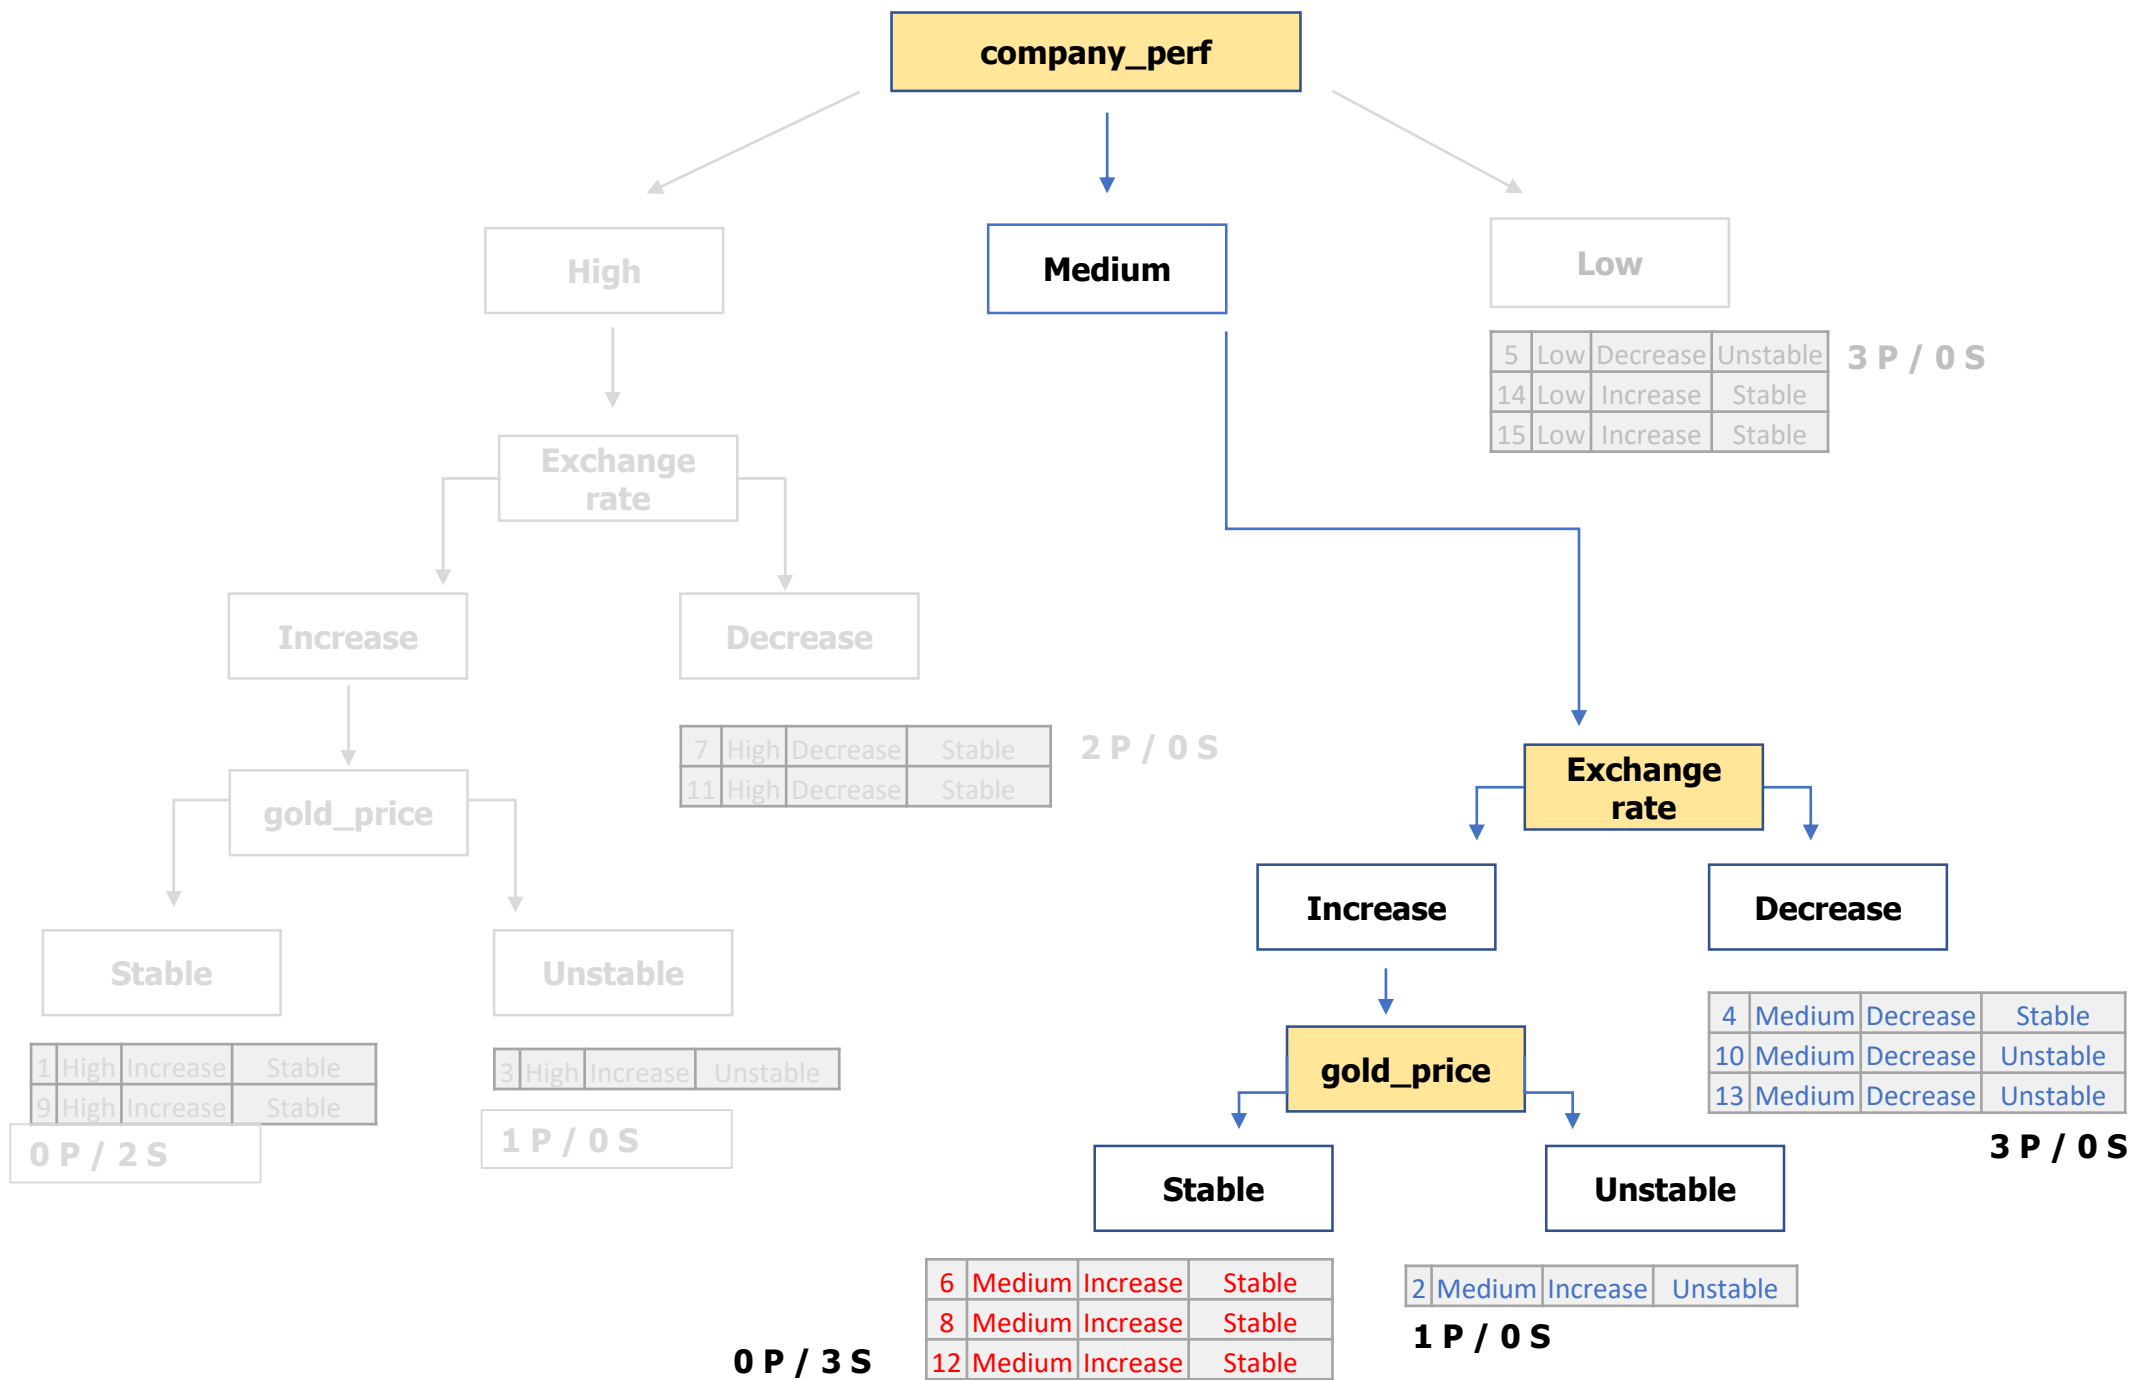 company_perf
High
Medium
Low
5 Low Decrease Unstable
14 Low Increase Stable
15 Low Increase Stable
3 P / 0 S
Exchange
rate
Increase
Decrease
7 High Decrease Stable
11 High Decrease Stable
2 P / 0 S
gold_price
Stable
Unstable
1 High Increase Stable
9 High Increase Stable
0 P / 2 S
3 High Increase Unstable
1 P / 0 S
Exchange
rate
Increase
Decrease
4 Medium Decrease Stable
10 Medium Decrease Unstable
13 Medium Decrease Unstable
3 P / 0 S
gold_price
Stable
Unstable
6 Medium Increase Stable
8 Medium Increase Stable
12 Medium Increase Stable
0 P / 3 S
2 Medium Increase Unstable
1 P / 0 S